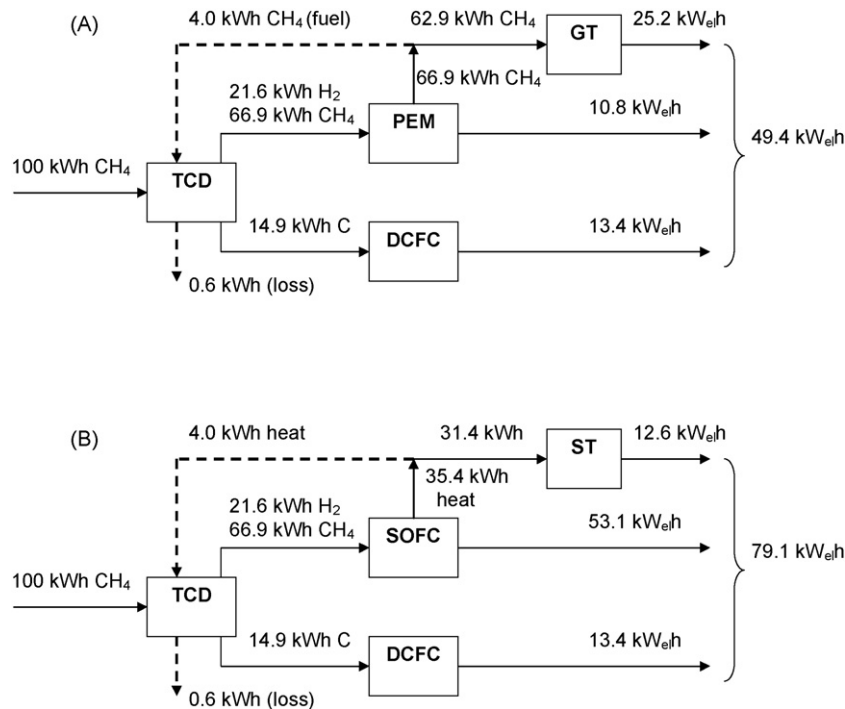 (A)
4.0 kWh CH₄ (fuel)
62.9 kWh CH₄
GT
25.2 kWₑₗh
66.9 kWh CH₄
21.6 kWh H₂
66.9 kWh CH₄
PEM
10.8 kWₑₗh
49.4 kWₑₗh
100 kWh CH₄
TCD
14.9 kWh C
DCFC
13.4 kWₑₗh
0.6 kWh (loss)
(B)
4.0 kWh heat
31.4 kWh
ST
12.6 kWₑₗh
35.4 kWh
heat
21.6 kWh H₂
66.9 kWh CH₄
SOFC
53.1 kWₑₗh
79.1 kWₑₗh
100 kWh CH₄
TCD
14.9 kWh C
DCFC
13.4 kWₑₗh
0.6 kWh (loss)